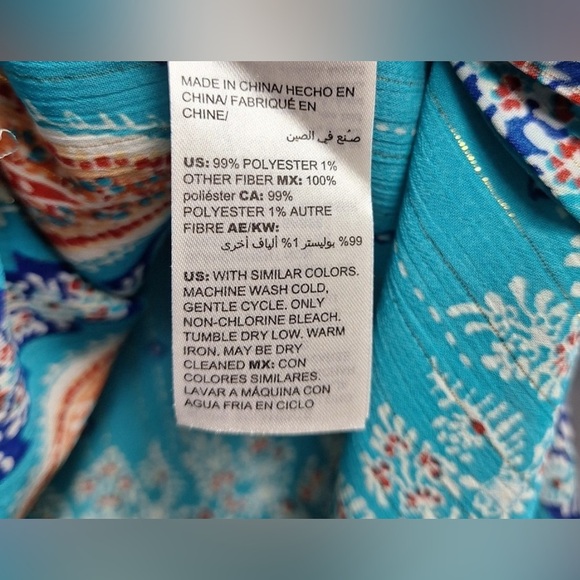 MADE IN CHINA/ HECHO EN
CHINA/ FABRIQUÉ EN
CHINE/
صنع في الصين
US: 99% POLYESTER 1%
OTHER FIBER MX: 100%
poliéster CA: 99%
POLYESTER 1% AUTRE
FIBRE AE/KW:
99% بوليستر 1% ألياف أخرى
US: WITH SIMILAR COLORS.
MACHINE WASH COLD,
GENTLE CYCLE. ONLY
NON-CHLORINE BLEACH.
TUMBLE DRY LOW. WARM
IRON. MAY BE DRY
CLEANED MX: CON
COLORES SIMILARES.
LAVAR A MÁQUINA CON
AGUA FRIA EN CICLO